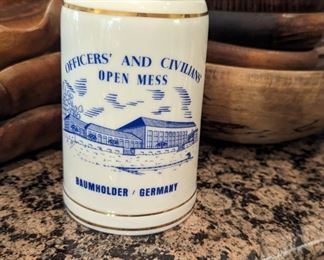 OFFICERS' AND CIVILIANS'
OPEN MESS
BAUMHOLDER / GERMANY